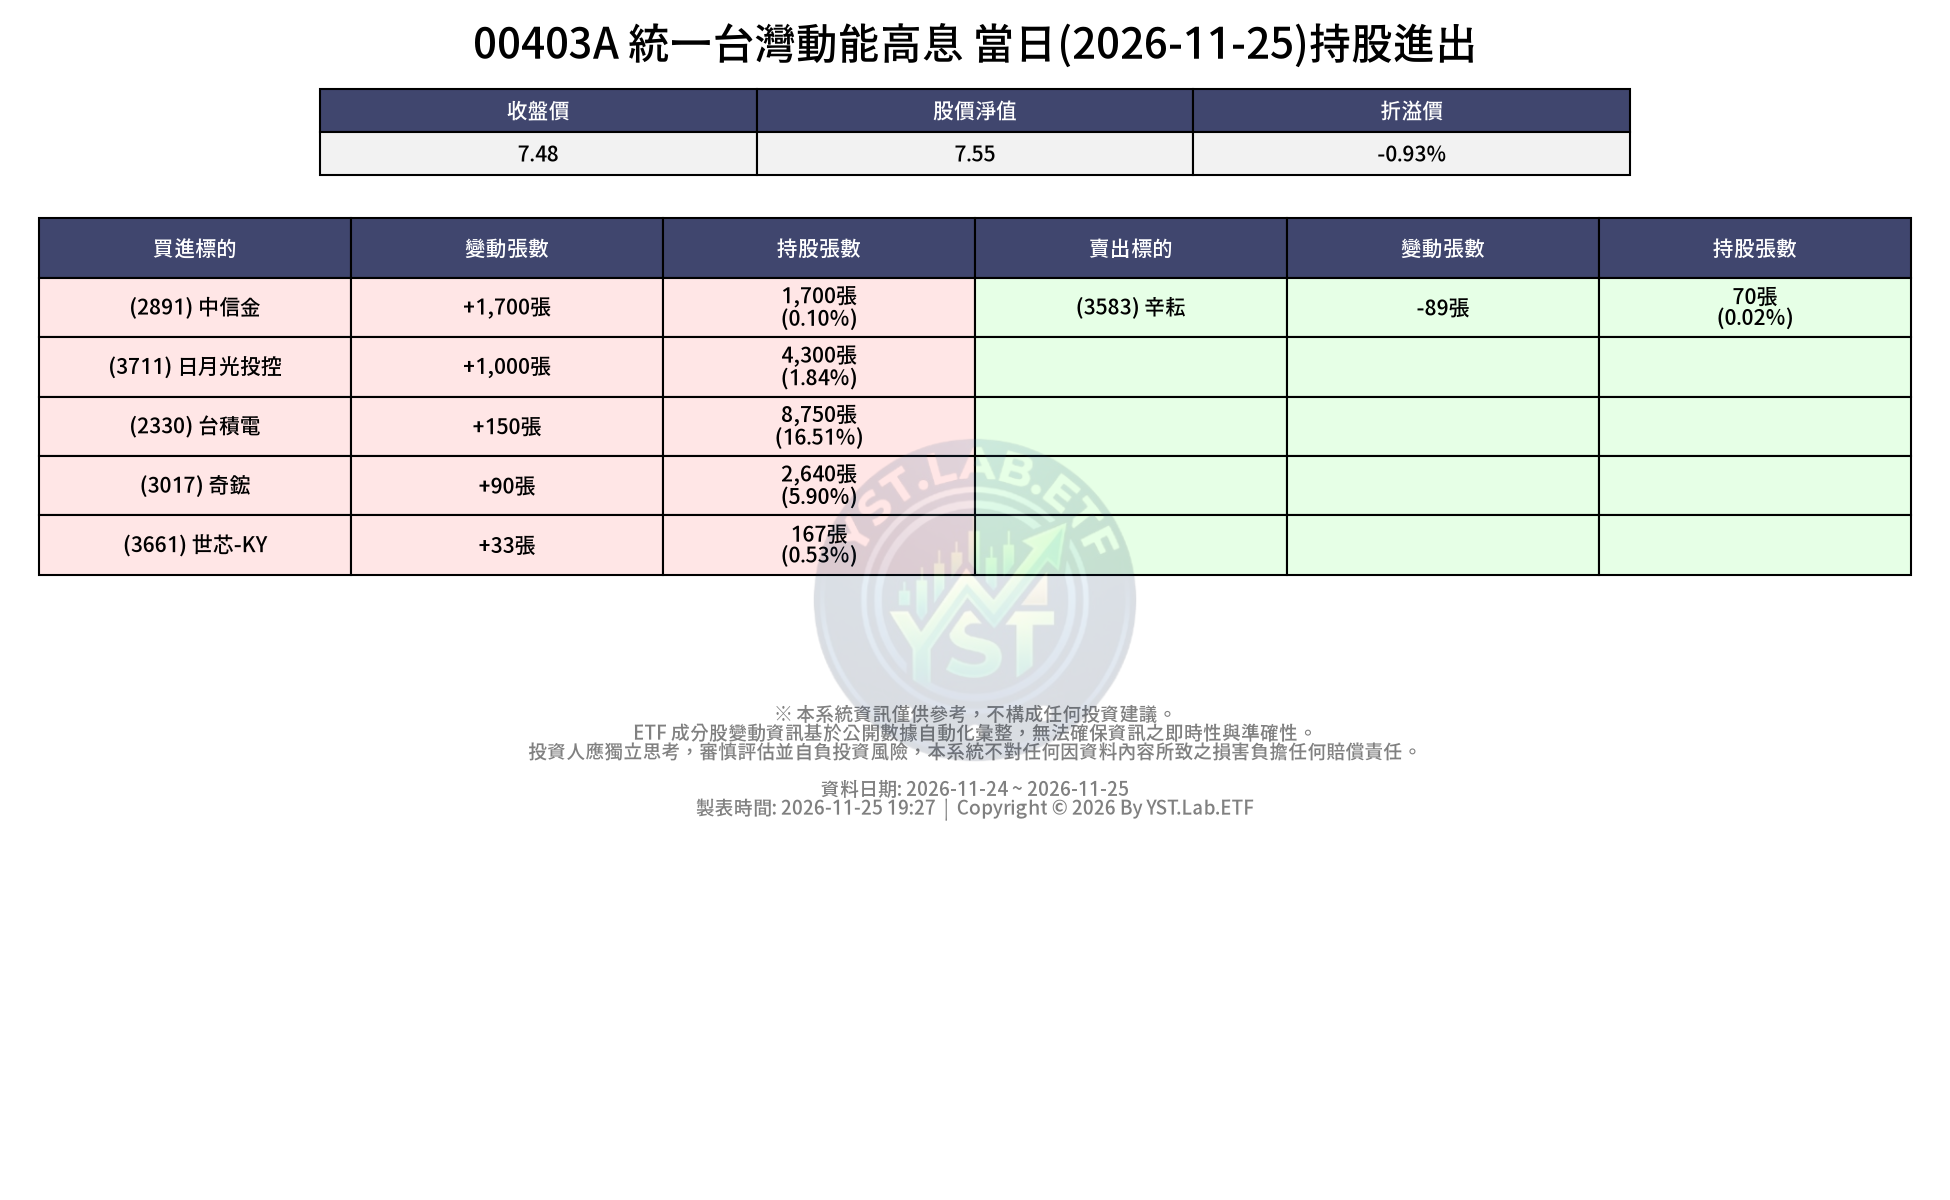 00403A 統一台灣動能高息 當日(2026-11-25)持股進出
收盤價 股價淨值 折溢價
7.48 7.55 -0.93%
買進標的 變動張數 持股張數 賣出標的 變動張數 持股張數
(2891) 中信金 +1,700張 1,700張 (0.10%) (3583) 辛耘 -89張 70張 (0.02%)
(3711) 日月光投控 +1,000張 4,300張 (1.84%)
(2330) 台積電 +150張 8,750張 (16.51%)
(3017) 奇鋐 +90張 2,640張 (5.90%)
(3661) 世芯-KY +33張 167張 (0.53%)
YST.LAB.ETF
YST
※ 本系統資訊僅供參考，不構成任何投資建議。
ETF 成分股變動資訊基於公開數據自動化彙整，無法確保資訊之即時性與準確性。
投資人應獨立思考，審慎評估並自負投資風險，本系統不對任何因資料內容所致之損害負擔任何賠償責任。
資料日期: 2026-11-24 ~ 2026-11-25
製表時間: 2026-11-25 19:27｜Copyright © 2026 By YST.Lab.ETF